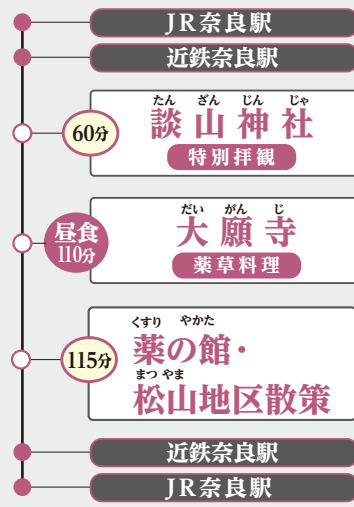 JR奈良駅
近鉄奈良駅
たん ざん じん じゃ
60分 談山神社
特別拝観
だい がん じ
昼食 大願寺
110分
薬草料理
くすり やかた
115分 薬の館・
まつ やま
松山地区散策
近鉄奈良駅
JR奈良駅